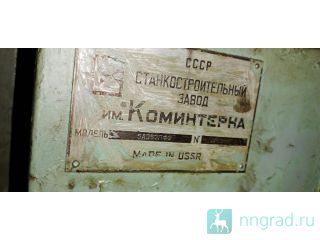 СССР
СТАНКОСТРОИТЕЛЬНЫЙ
ЗАВОД
ИМ. КОМИНТЕРНА
МОДЕЛЬ N
MADE IN USSR
nngrad.ru